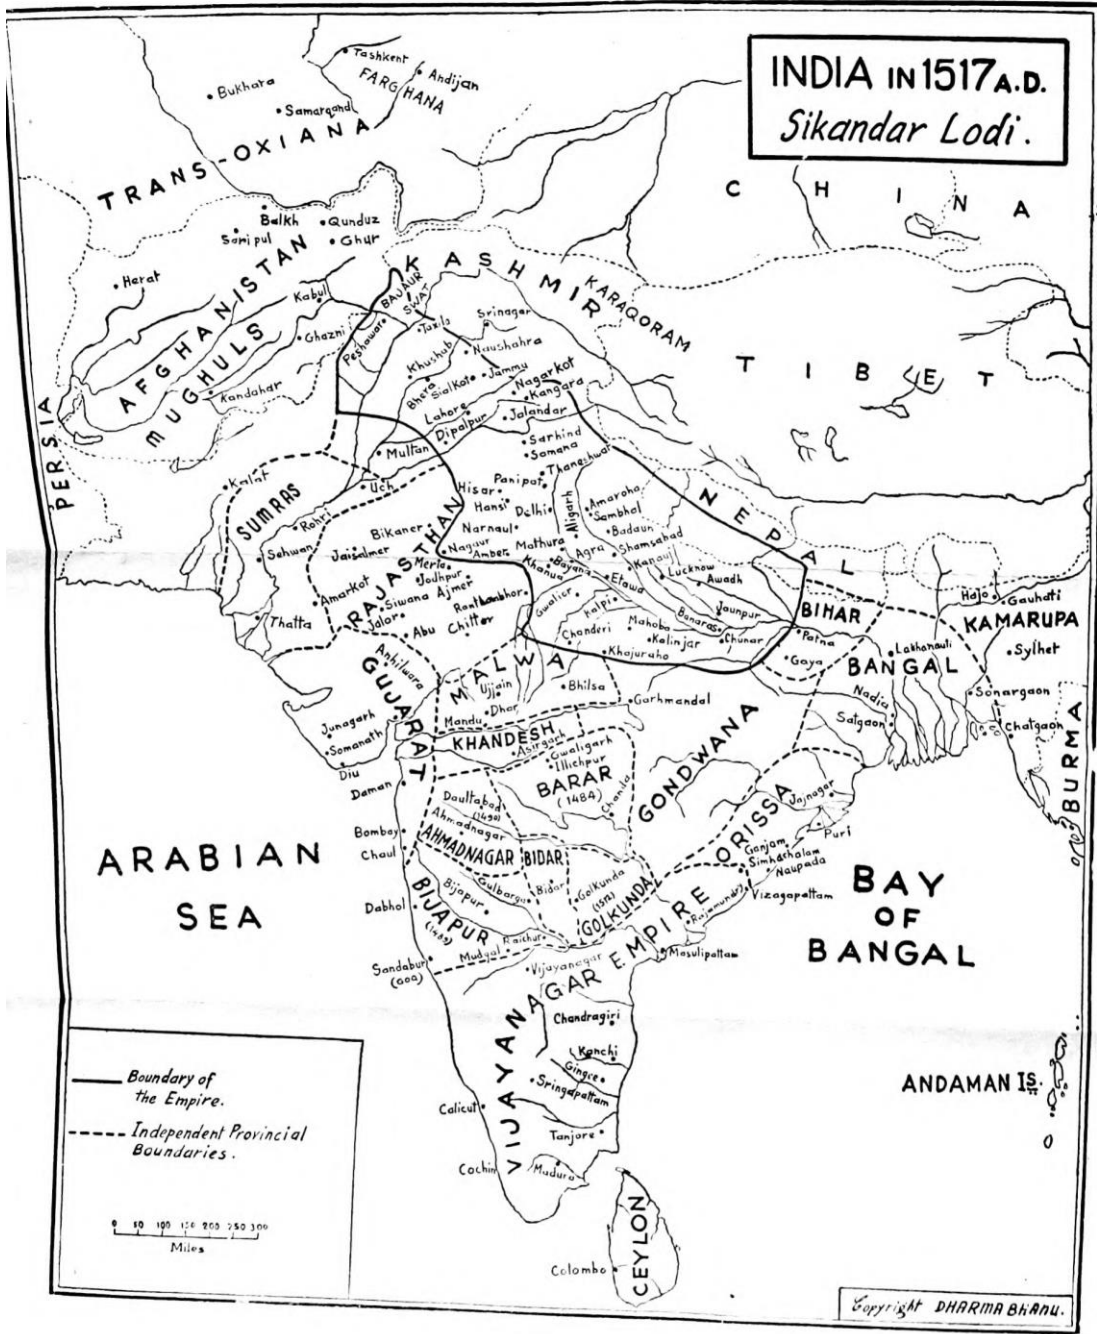 INDIA IN 1517 A.D.
Sikandar Lodi.
Tashkent
Andijan
FARGHANA
Bukhara
Samarqand
TRANS-OXIANA
CHINA
Balkh
Qunduz
Saripul
Ghur
Herat
AFGHANISTAN
MUGHULS
Kabul
Ghazni
Kandahar
PERSIA
KASHMIR
KARAQORAM
BAJAUR
SWAT
Peshawar
Taxila
Srinagar
Naushahra
Khushub
Jammu
Bhera
Sialkot
Nagarkot
Kangara
Lahore
Dipalpur
Jalandar
Multan
TIBET
Sarhind
Samana
Thaneshwar
Panipat
Kalat
SUMRAS
Uch
Rohri
Hisar
Hansi
Delhi
Aligarh
Amaroha
Sambhal
Badaun
NEPAL
Sehwan
Bikaner
RAJASTHAN
Narnaul
Mathura
Agra
Shamsabad
Jaisalmer
Nagaur
Amber
Bayana
Kanauj
Merta
Khanua
Etawa
Lucknow
Awadh
Jodhpur
Amarkot
Siwana
Ajmer
Gwalior
Kalpi
Jaunpur
BIHAR
Hajo
Gauhati
Jalor
Banaras
KAMARUPA
Thatta
Abu
Chittor
Chanderi
Mahoba
Kalinjar
Chunar
Patna
Lakhanauti
Sylhet
Anhilwara
GUJARAT
MALWA
Khajuraho
Gaya
BANGAL
Ujjain
Bhilsa
Garhmandal
Nadia
Sonargaon
Dhar
Mandu
Satgaon
Chatgaon
Junagarh
Somanath
Diu
KHANDESH
Asirgarh
Gwaligarh
Illichpur
BARAR
(1484)
GONDWANA
BURMA
Daman
Daultabad
(1490)
Chanda
ORISSA
Jajnagar
Ahmadnagar
Puri
Bombay
Chaul
AHMADNAGAR
BIDAR
Ganjam
Simhachalam
Naupada
ARABIAN
SEA
Bijapur
Gulbarga
Bidar
Golkunda
(1512)
GOLKUNDA
Rajamundry
Vizagapattam
BAY
OF
BANGAL
Dabhol
BIJAPUR
(1489)
Raichur
Mudgal
Masulipattam
Sandabur
(GOA)
Vijayanagar
VIJAYANAGAR EMPIRE
Chandragiri
Kanchi
Gingee
Sringapattam
Calicut
Tanjore
Cochin
Madura
ANDAMAN IS.
CEYLON
Colombo
Boundary of
the Empire.
Independent Provincial
Boundaries.
0 50 100 150 200 250 300
Miles
Copyright DHARMA BHANU.